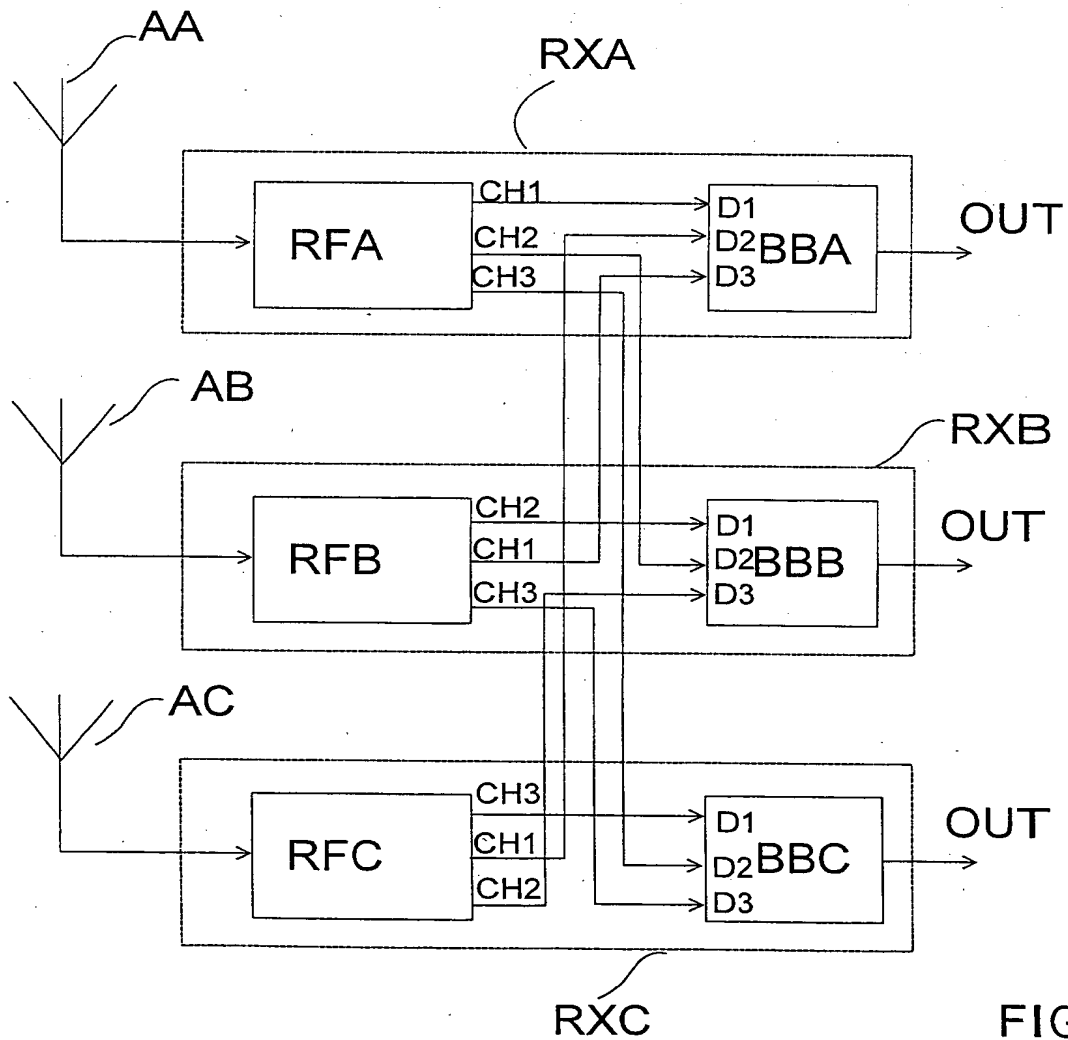 AA
RXA
RFA
CH1
CH2
CH3
D1
D2
D3
BBA
OUT
AB
RXB
RFB
CH2
CH1
CH3
D1
D2
D3
BBB
OUT
AC
RFC
CH3
CH1
CH2
D1
D2
D3
BBC
OUT
RXC
FIG